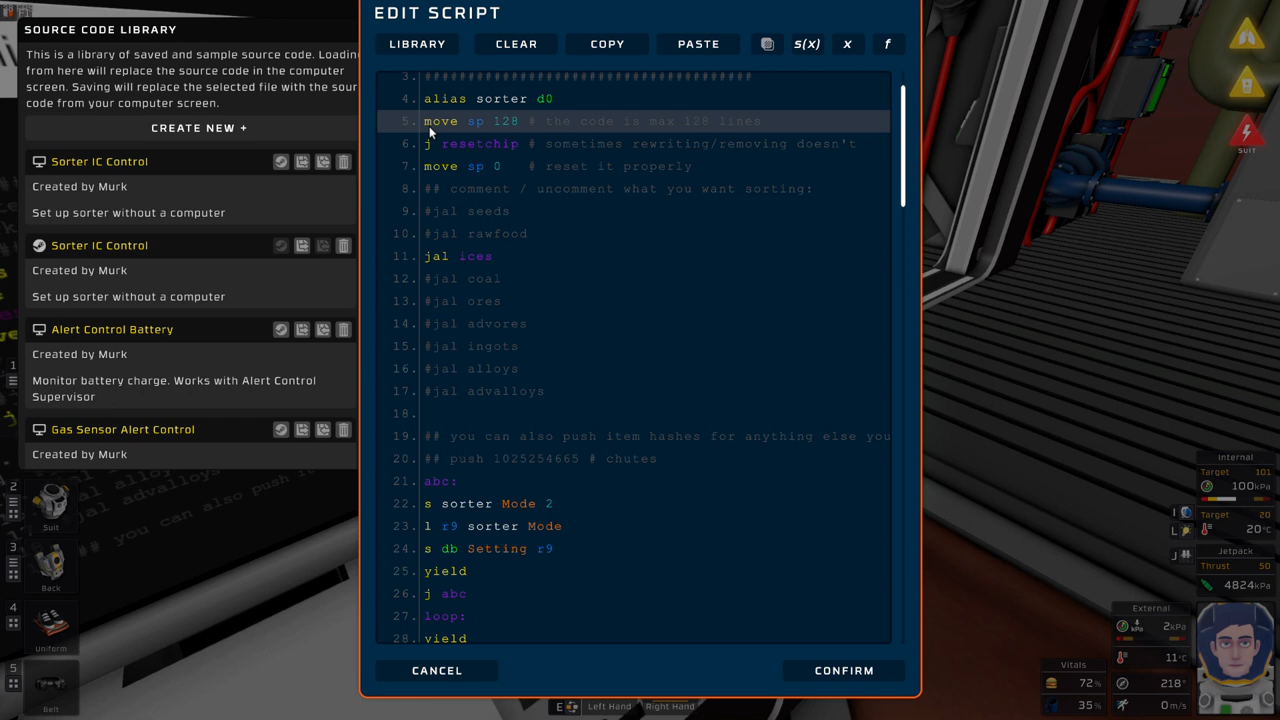 SOURCE CODE LIBRARY
This is a library of saved and sample source code. Loading
from here will replace the source code in the computer
screen. Saving will replace the selected file with the source
code from your computer screen.
CREATE NEW +
Sorter IC Control
Created by Murk
Set up sorter without a computer
Sorter IC Control
Created by Murk
Set up sorter without a computer
Alert Control Battery
Created by Murk
Monitor battery charge. Works with Alert Control
Supervisor
Gas Sensor Alert Control
Created by Murk
2
Suit
3
Back
4
Uniform
5
Belt
EDIT SCRIPT
LIBRARY
CLEAR
COPY
PASTE
s(x)
x
f
3. ######################################
4. alias sorter d0
5. move sp 128 # the code is max 128 lines
6. j resetchip # sometimes rewriting/removing doesn't
7. move sp 0 # reset it properly
8. ## comment / uncomment what you want sorting:
9. #jal seeds
10. #jal rawfood
11. jal ices
12. #jal coal
13. #jal ores
14. #jal advores
15. #jal ingots
16. #jal alloys
17. #jal advalloys
18.
19. ## you can also push item hashes for anything else you
20. ## push 1025254665 # chutes
21. abc:
22. s sorter Mode 2
23. l r9 sorter Mode
24. s db Setting r9
25. yield
26. j abc
27. loop:
28. yield
CANCEL
CONFIRM
E
Left Hand
Right Hand
SUIT
Internal
Target 101
100kPa
Target 20
20°C
I
L
J
Jetpack
Thrust 50
4824kPa
External
kPa
2kPa
11°C
218°
0m/s
Vitals
72%
35%